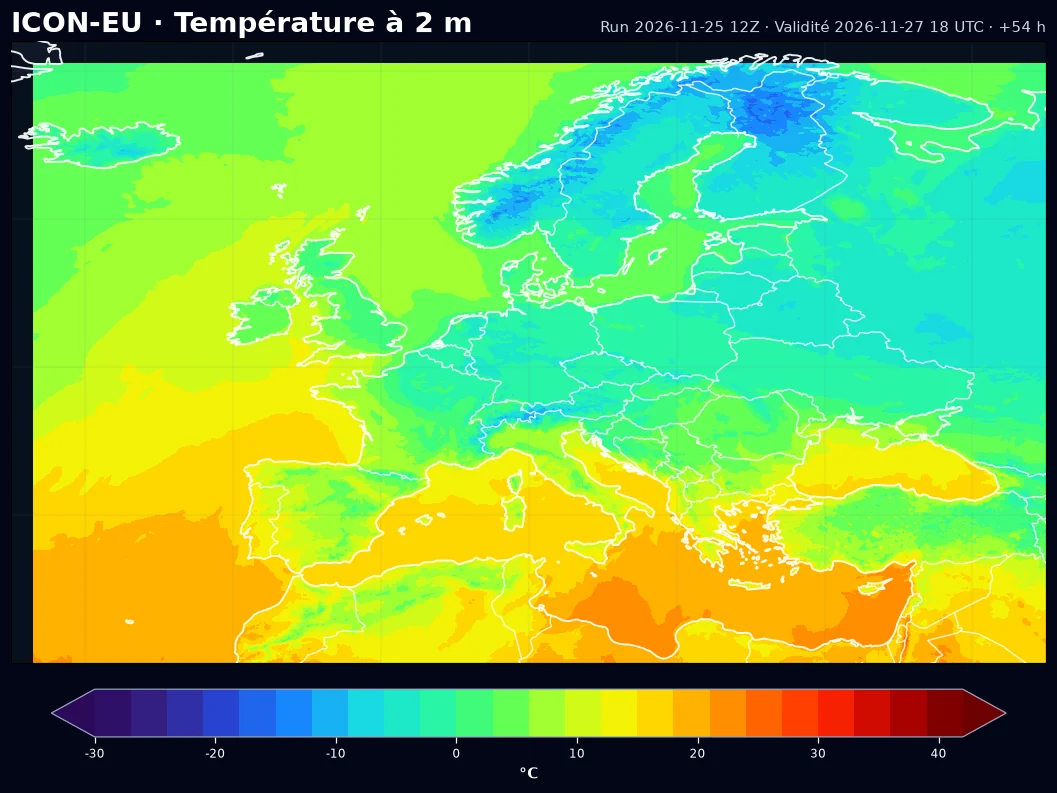 ICON-EU · Température à 2 m
Run 2026-11-25 12Z · Validité 2026-11-27 18 UTC · +54 h
-30 -20 -10 0 10 20 30 40
°C